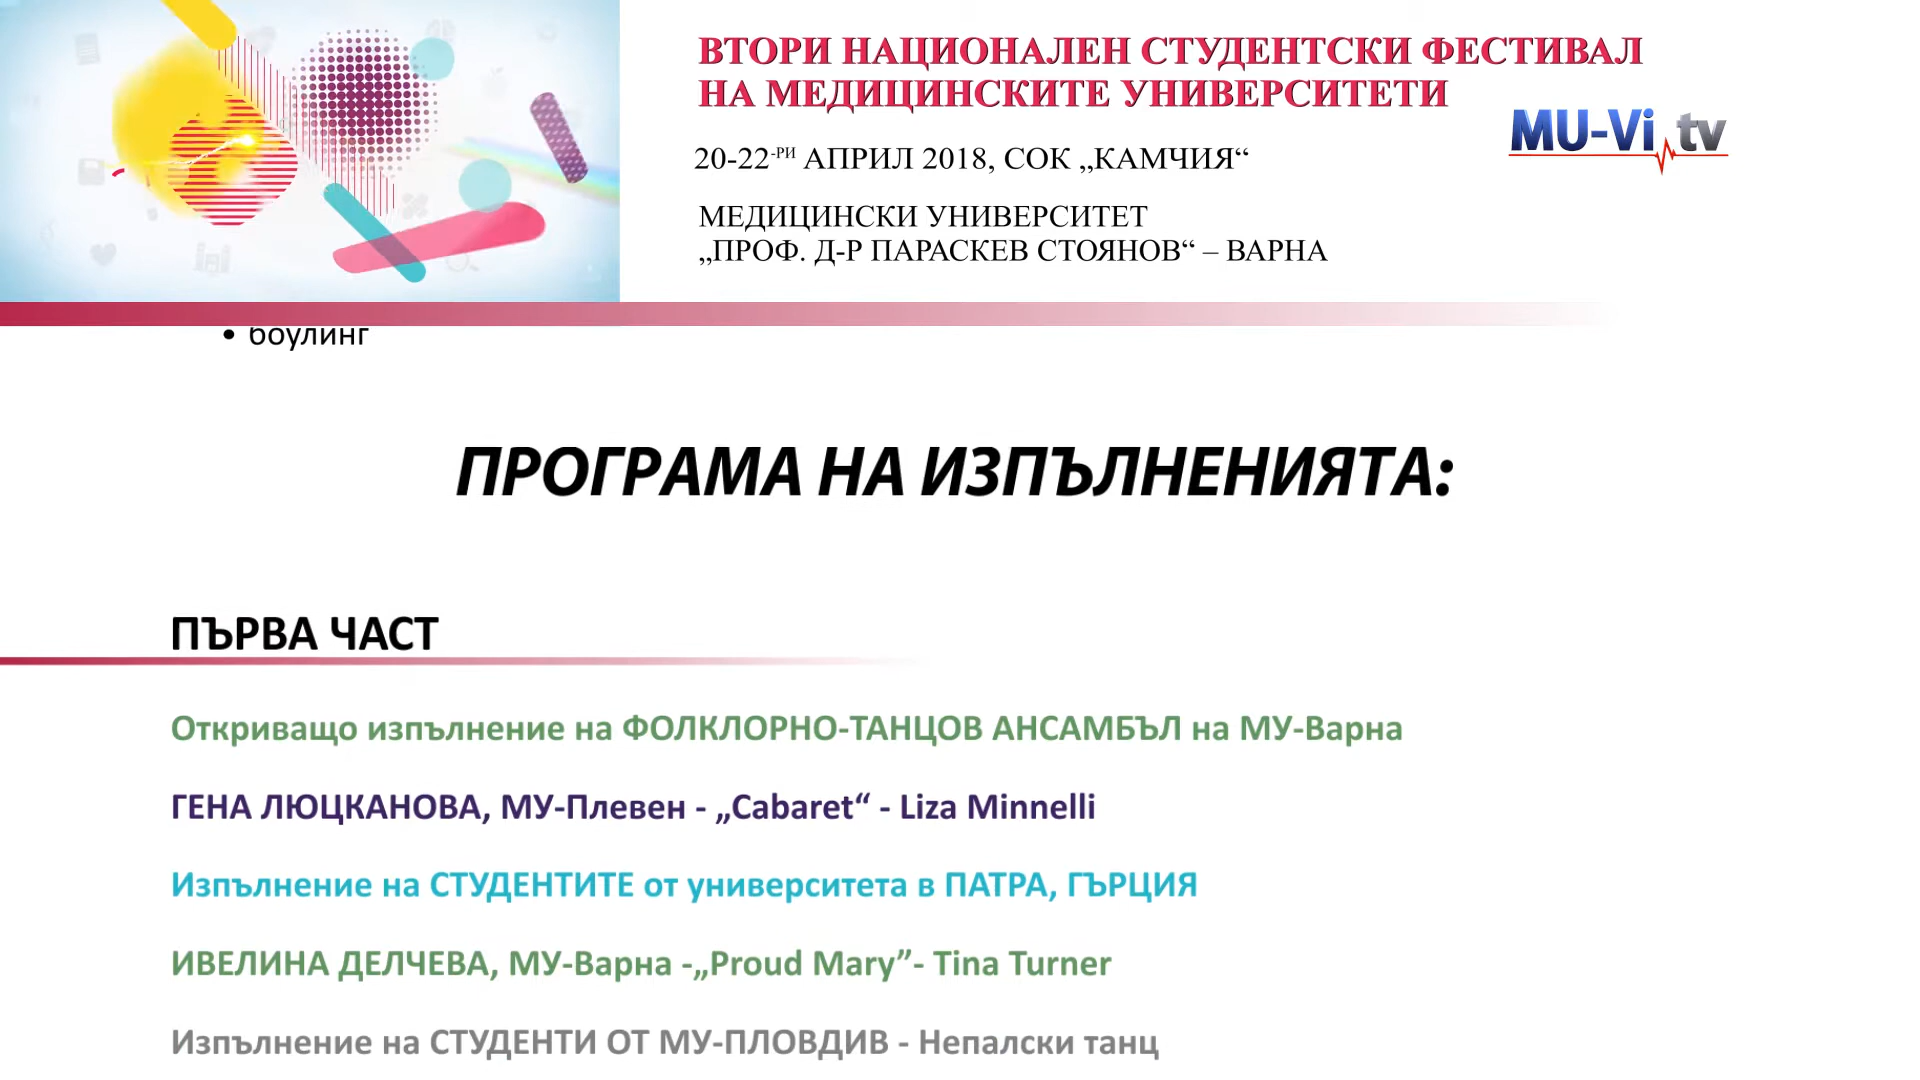 ВТОРИ НАЦИОНАЛЕН СТУДЕНТСКИ ФЕСТИВАЛ
НА МЕДИЦИНСКИТЕ УНИВЕРСИТЕТИ
MU-Vi tv
20-22-РИ АПРИЛ 2018, СОК „КАМЧИЯ“
МЕДИЦИНСКИ УНИВЕРСИТЕТ
„ПРОФ. Д-Р ПАРАСКЕВ СТОЯНОВ“ – ВАРНА
• боулинг
ПРОГРАМА НА ИЗПЪЛНЕНИЯТА:
ПЪРВА ЧАСТ
Откриващо изпълнение на ФОЛКЛОРНО-ТАНЦОВ АНСАМБЪЛ на МУ-Варна
ГЕНА ЛЮЦКАНОВА, МУ-Плевен - „Cabaret“ - Liza Minnelli
Изпълнение на СТУДЕНТИТЕ от университета в ПАТРА, ГЪРЦИЯ
ИВЕЛИНА ДЕЛЧЕВА, МУ-Варна -„Proud Mary”- Tina Turner
Изпълнение на СТУДЕНТИ ОТ МУ-ПЛОВДИВ - Непалски танц